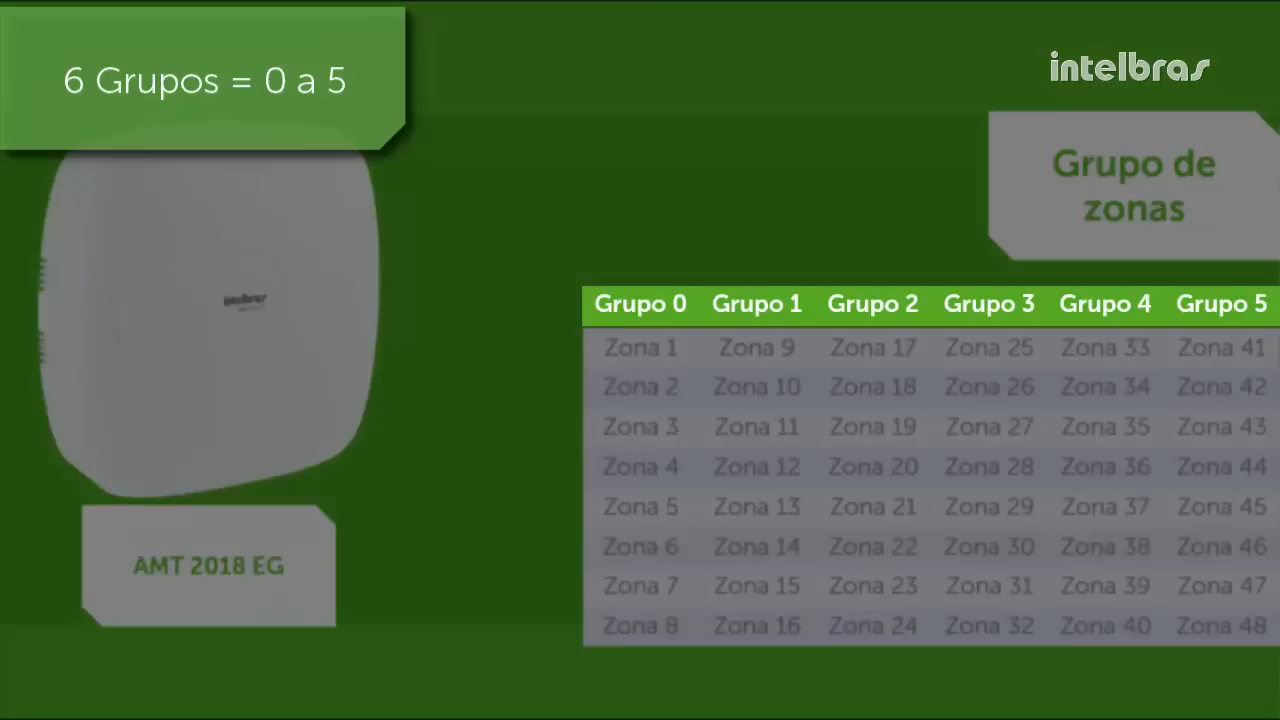 6 Grupos = 0 a 5
intelbras
Grupo de
zonas
intelbras
AMT 2018 EG
Grupo 0 Grupo 1 Grupo 2 Grupo 3 Grupo 4 Grupo 5
Zona 1 Zona 9 Zona 17 Zona 25 Zona 33 Zona 41
Zona 2 Zona 10 Zona 18 Zona 26 Zona 34 Zona 42
Zona 3 Zona 11 Zona 19 Zona 27 Zona 35 Zona 43
Zona 4 Zona 12 Zona 20 Zona 28 Zona 36 Zona 44
Zona 5 Zona 13 Zona 21 Zona 29 Zona 37 Zona 45
Zona 6 Zona 14 Zona 22 Zona 30 Zona 38 Zona 46
Zona 7 Zona 15 Zona 23 Zona 31 Zona 39 Zona 47
Zona 8 Zona 16 Zona 24 Zona 32 Zona 40 Zona 48